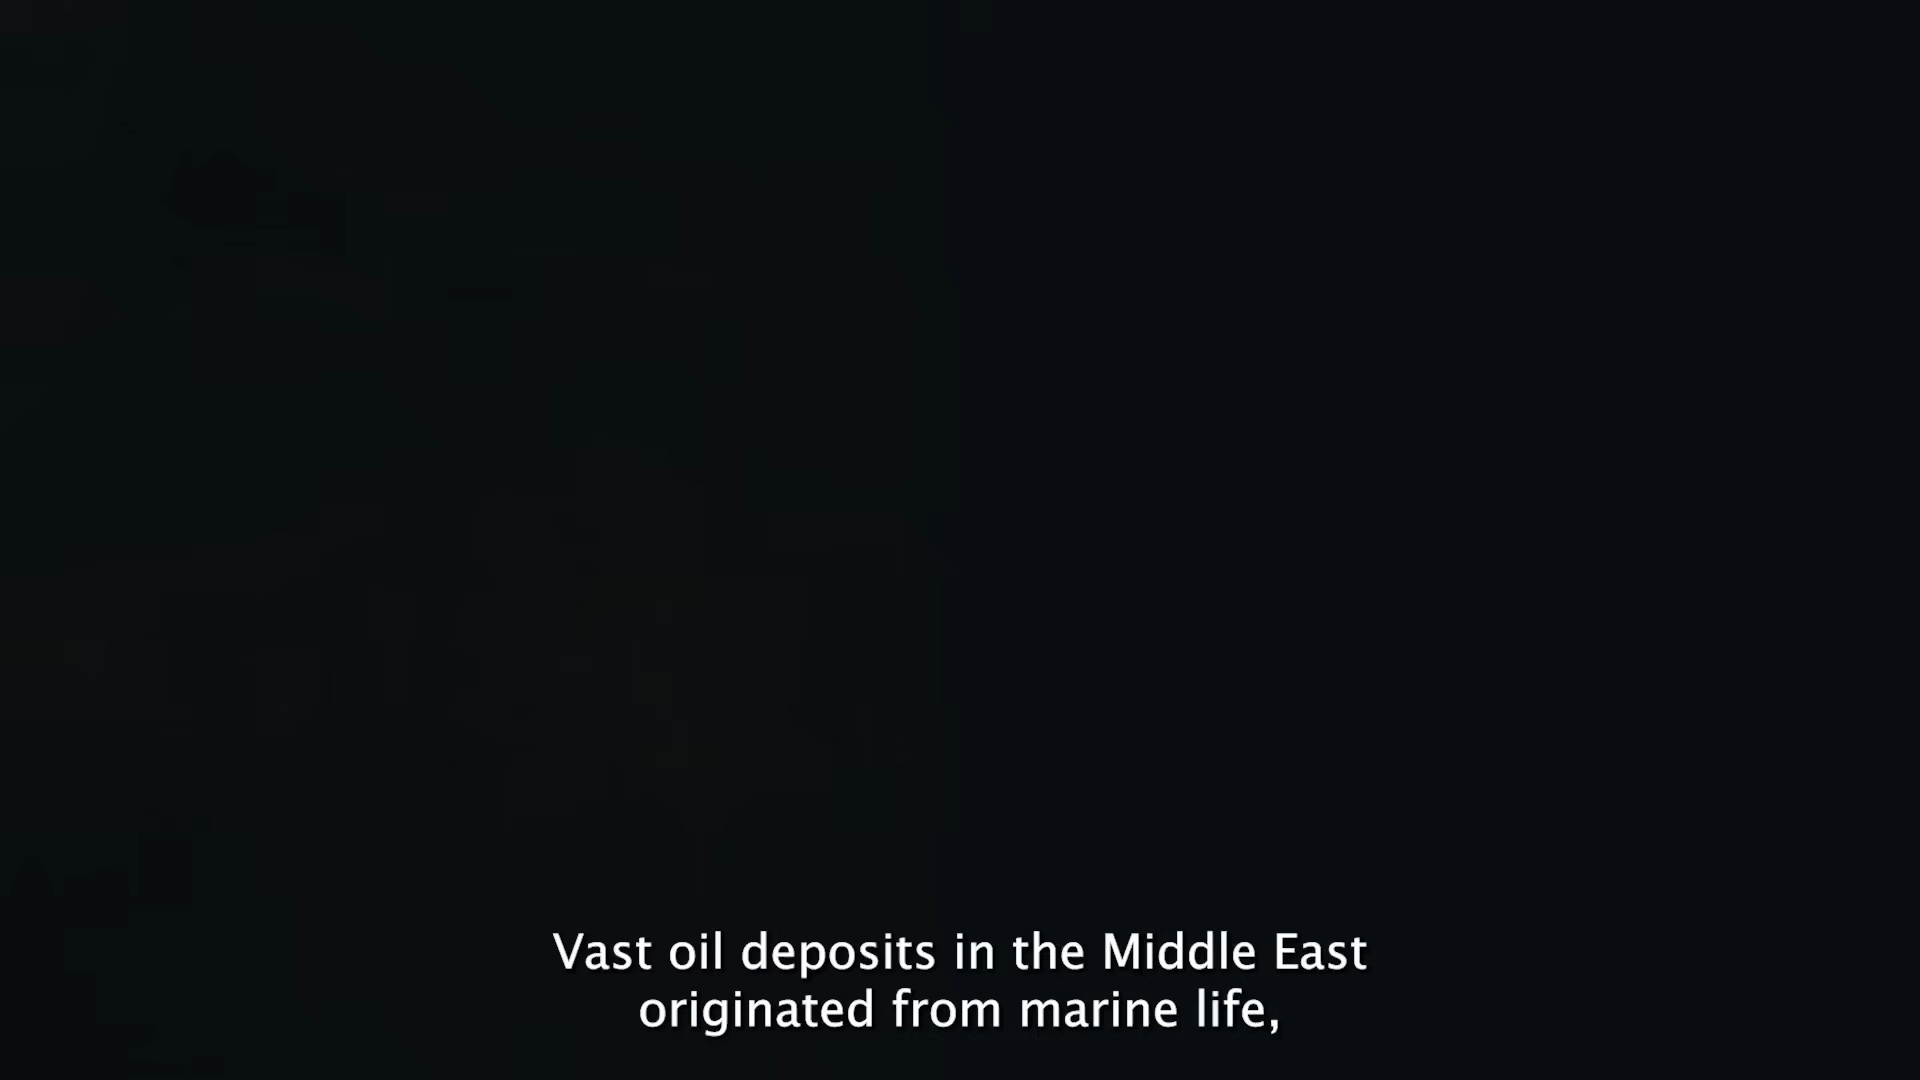 Vast oil deposits in the Middle East
originated from marine life,